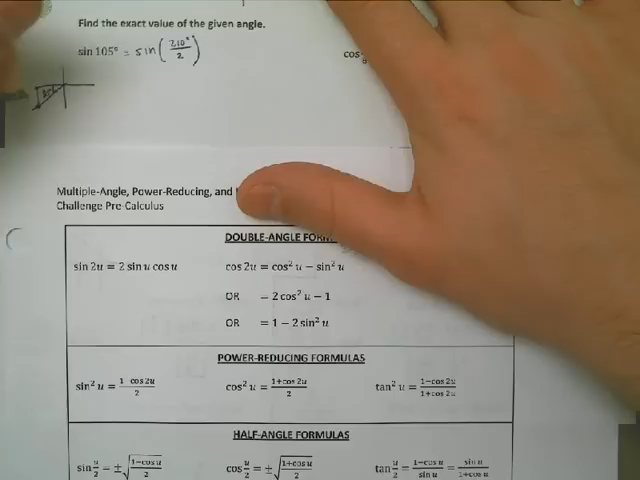 Find the exact value of the given angle.
sin 105° = sin(210°/2)
cos
Multiple-Angle, Power-Reducing, and
Challenge Pre-Calculus
DOUBLE-ANGLE
sin 2u = 2 sin u cos u
cos 2u = cos² u − sin² u
OR = 2 cos² u − 1
OR = 1 − 2 sin² u
POWER-REDUCING FORMULAS
sin² u = (1−cos 2u)/2
cos² u = (1+cos 2u)/2
tan² u = (1−cos 2u)/(1+cos 2u)
HALF-ANGLE FORMULAS
sin u/2 = ±√((1−cos u)/2)
cos u/2 = ±√((1+cos u)/2)
tan u/2 = (1−cos u)/(sin u) = (sin u)/(1+cos u)